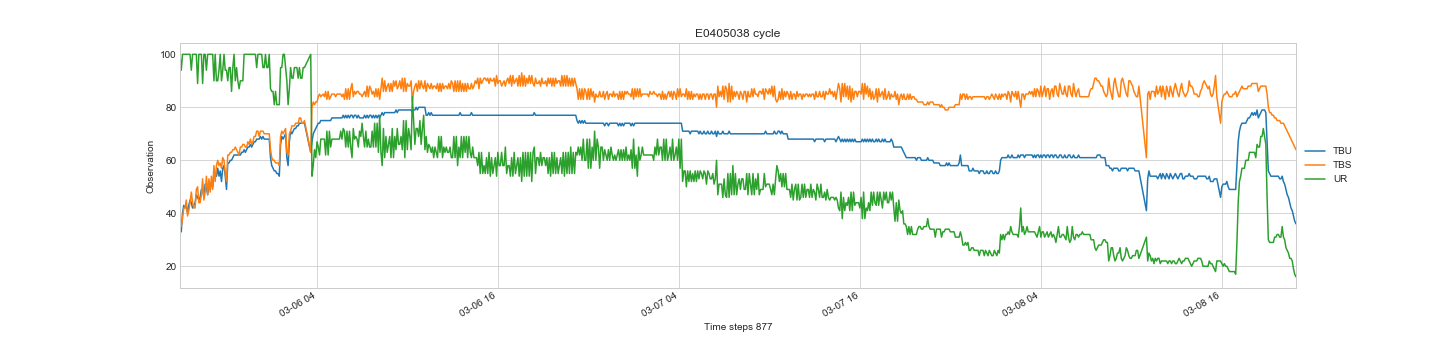 E0405038 cycle
Observation
100
80
60
40
20
03-06 04
03-06 16
03-07 04
03-07 16
03-08 04
03-08 16
Time steps 877
TBU
TBS
UR